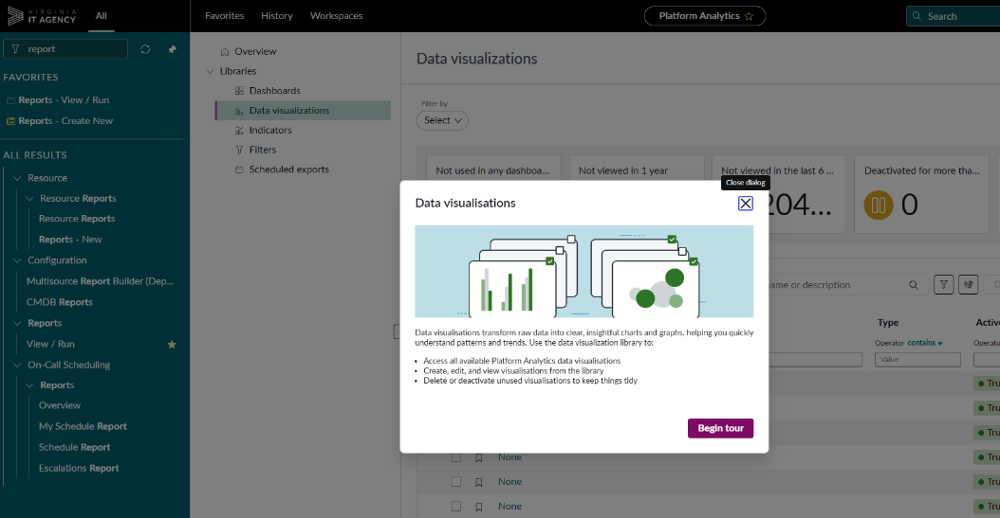 VIRGINIA
IT AGENCY
All
Favorites
History
Workspaces
Platform Analytics
Search
report
FAVORITES
Reports - View / Run
Reports - Create New
ALL RESULTS
Resource
Resource Reports
Resource Reports
Reports - New
Configuration
Multisource Report Builder (Dep...
CMDB Reports
Reports
View / Run
On-Call Scheduling
Reports
Overview
My Schedule Report
Schedule Report
Escalations Report
Overview
Libraries
Dashboards
Data visualizations
Indicators
Filters
Scheduled exports
Data visualizations
Filter by
Select
Not used in any dashboa...
Not viewed in 1 year
Not viewed in the last 6 ...
Deactivated for more tha...
204...
0
Close dialog
Data visualisations
Data visualisations transform raw data into clear, insightful charts and graphs, helping you quickly
understand patterns and trends. Use the data visualization library to:
• Access all available Platform Analytics data visualisations
• Create, edit, and view visualisations from the library
• Delete or deactivate unused visualisations to keep things tidy
Begin tour
name or description
Type
Active
Operator contains
Operator
Value
Tru
Tru
Tru
None
Tru
None
Tru
None
Tru